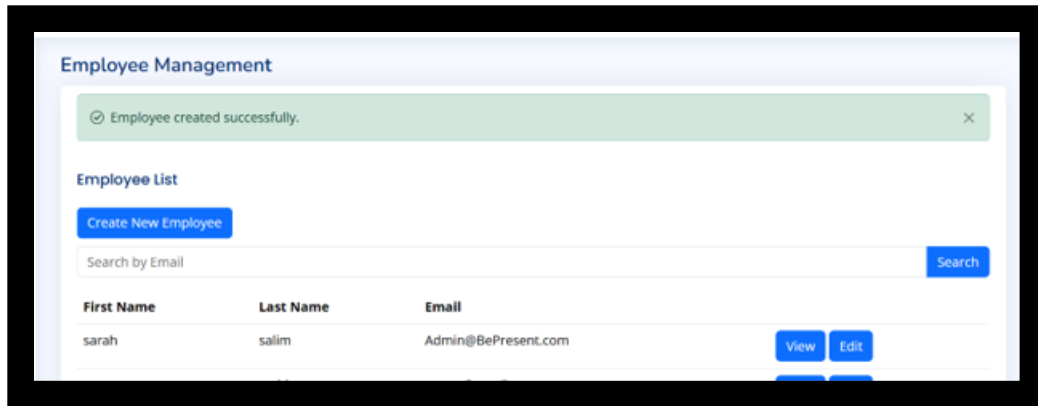 Employee Management
Employee created successfully.
Employee List
Create New Employee
Search by Email
Search
First Name Last Name Email
sarah salim Admin@BePresent.com View Edit